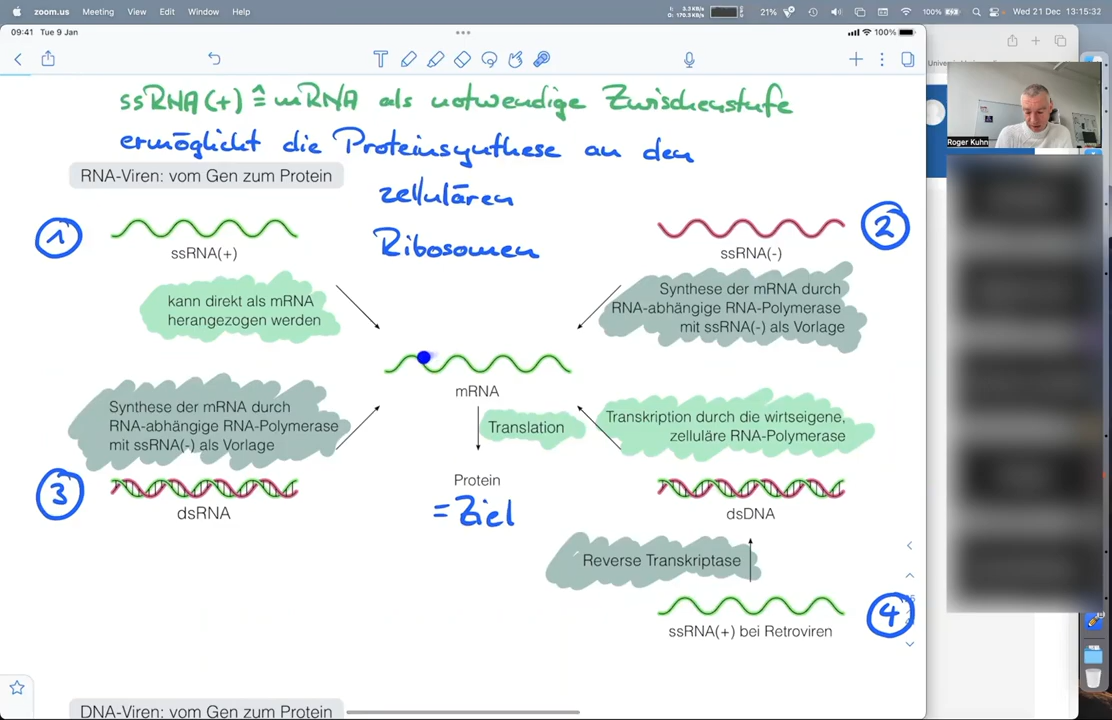 zoom.us Meeting View Edit Window Help
21% 100% Wed 21 Dec 13:15:32
09:41 Tue 9 Jan
100%
ssRNA(+) ≙ mRNA als notwendige Zwischenstufe
ermöglicht die Proteinsynthese an den
zellulären
Ribosomen
RNA-Viren: vom Gen zum Protein
Roger Kuhn
1
ssRNA(+)
2
ssRNA(-)
kann direkt als mRNA
herangezogen werden
Synthese der mRNA durch
RNA-abhängige RNA-Polymerase
mit ssRNA(-) als Vorlage
mRNA
Synthese der mRNA durch
RNA-abhängige RNA-Polymerase
mit ssRNA(-) als Vorlage
Translation
Transkription durch die wirtseigene,
zelluläre RNA-Polymerase
Protein
= Ziel
3
dsRNA
dsDNA
Reverse Transkriptase
4
ssRNA(+) bei Retroviren
DNA-Viren: vom Gen zum Protein